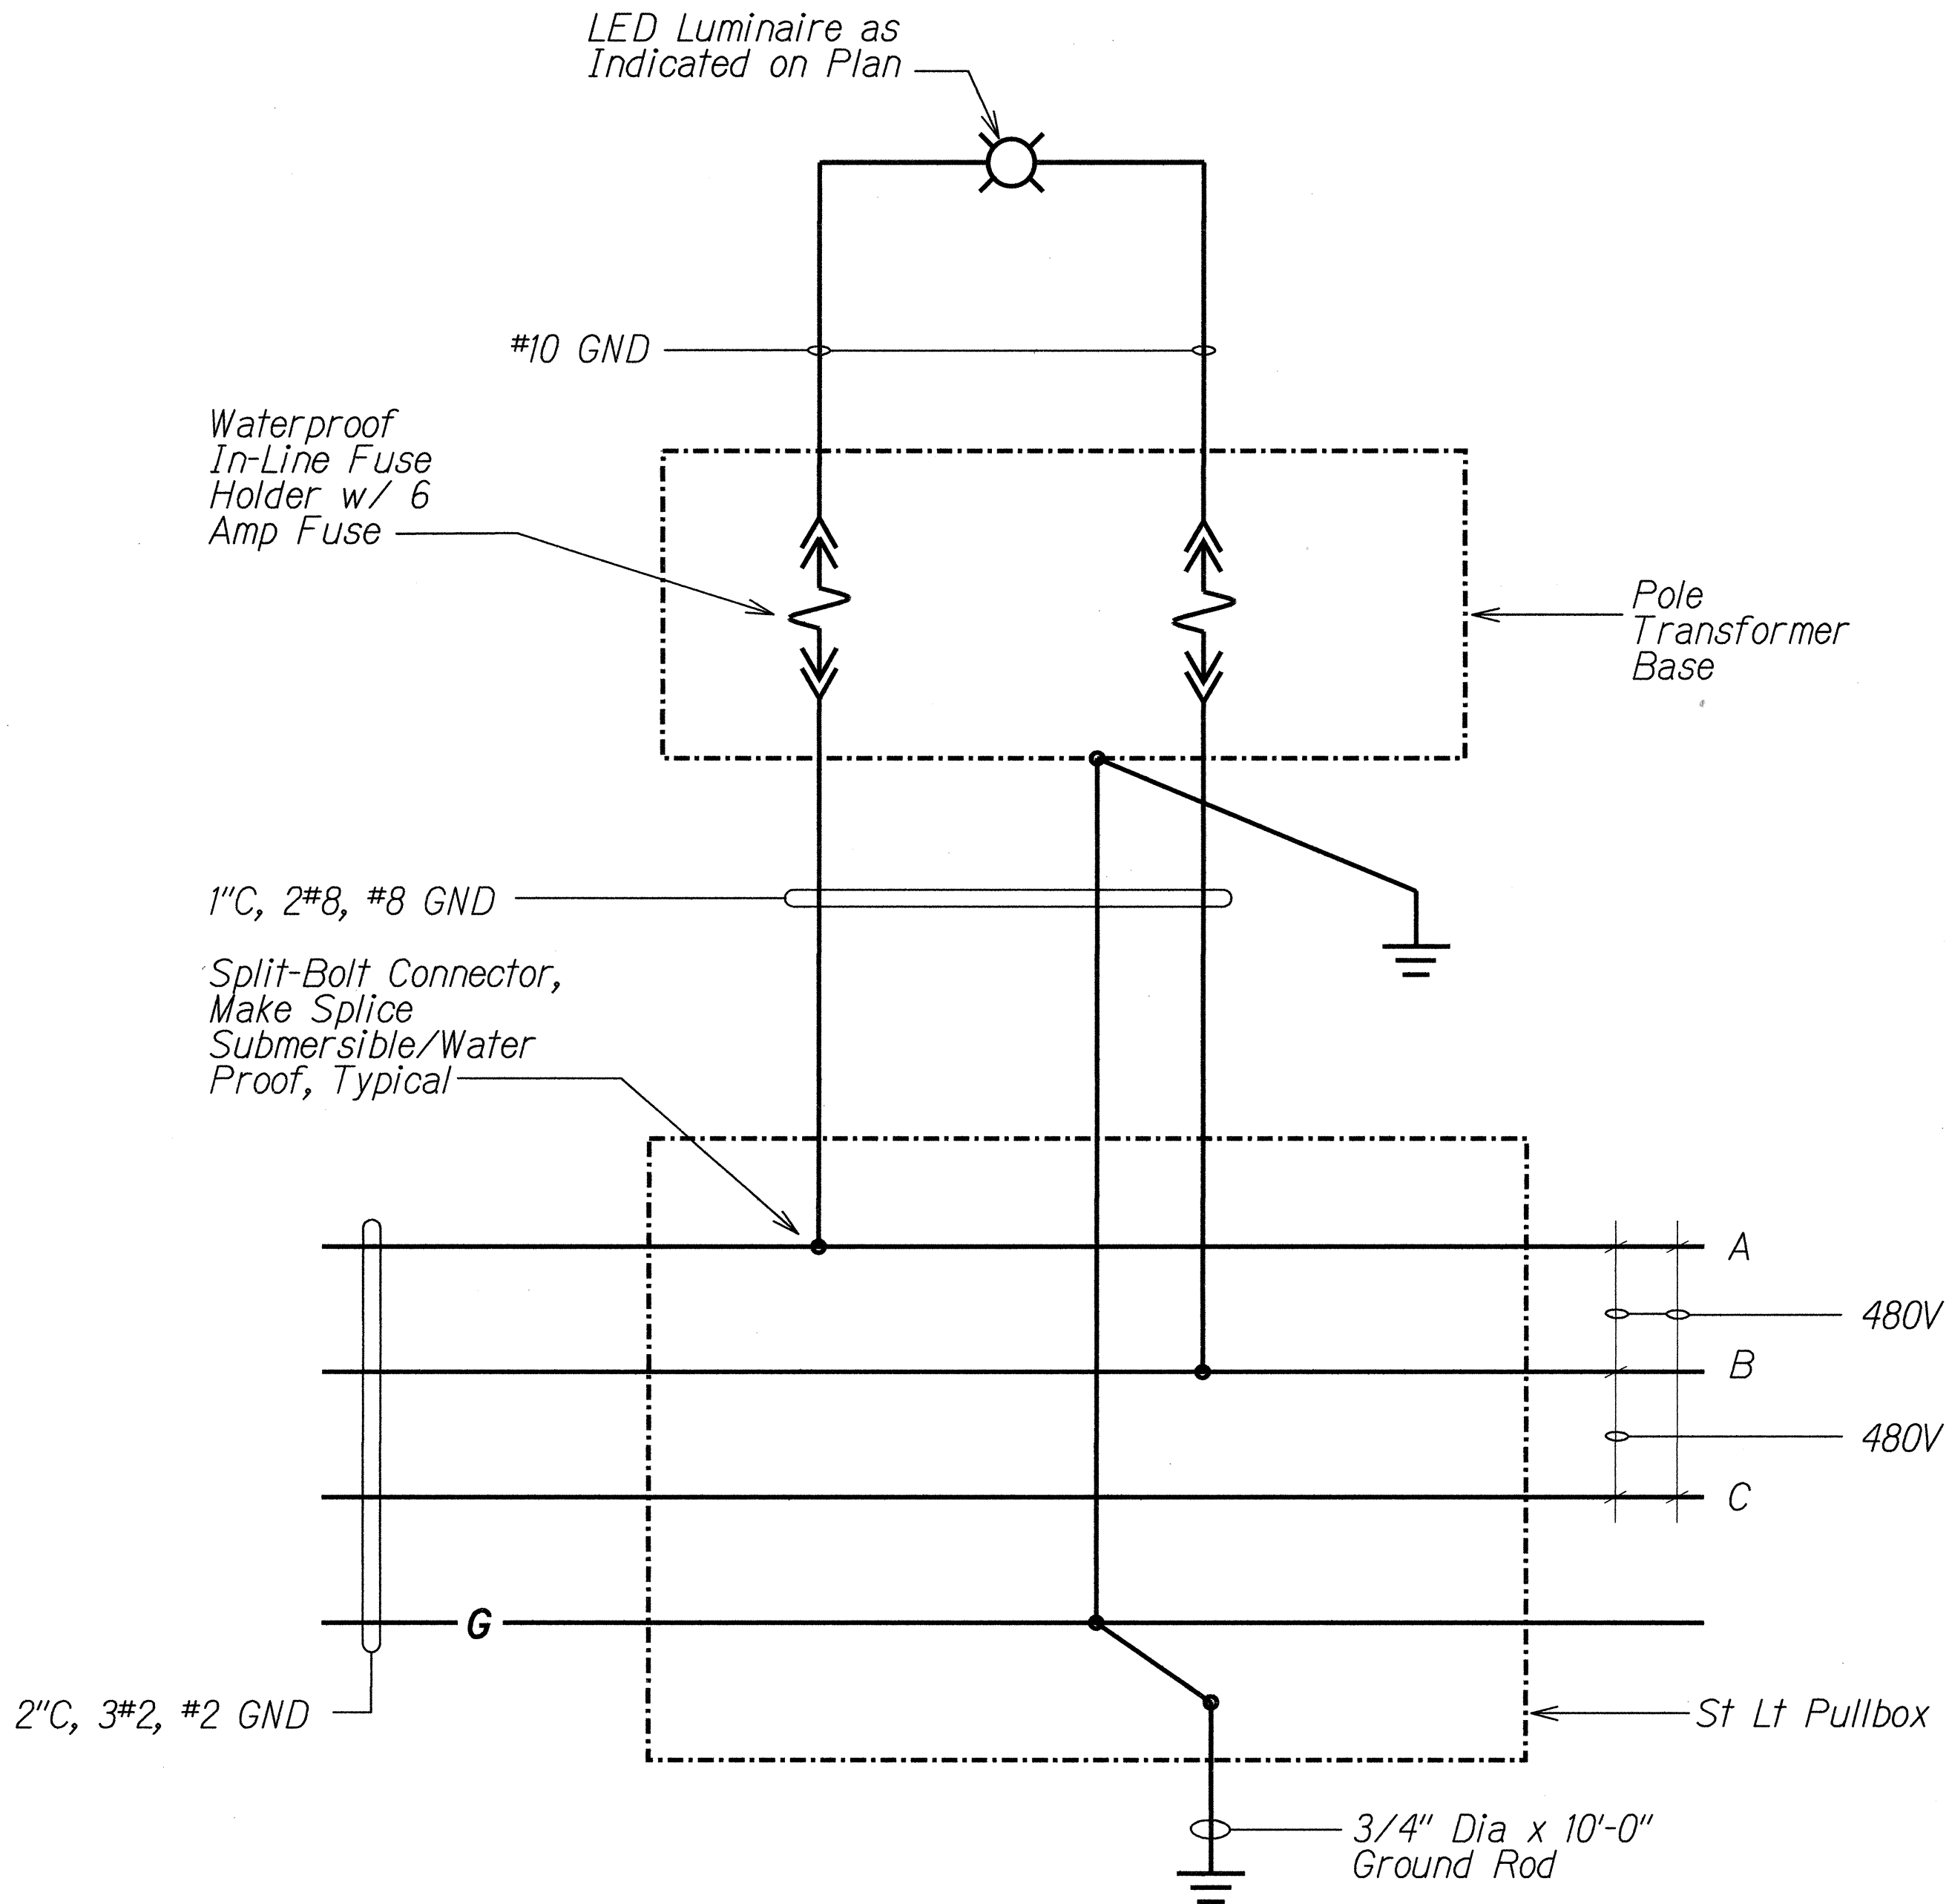 LED Luminaire as
Indicated on Plan
#10 GND
Waterproof
In-Line Fuse
Holder w/ 6
Amp Fuse
Pole
Transformer
Base
1"C, 2#8, #8 GND
Split-Bolt Connector,
Make Splice
Submersible/Water
Proof, Typical
A
480V
B
480V
C
G
2"C, 3#2, #2 GND
St Lt Pullbox
3/4" Dia x 10'-0"
Ground Rod